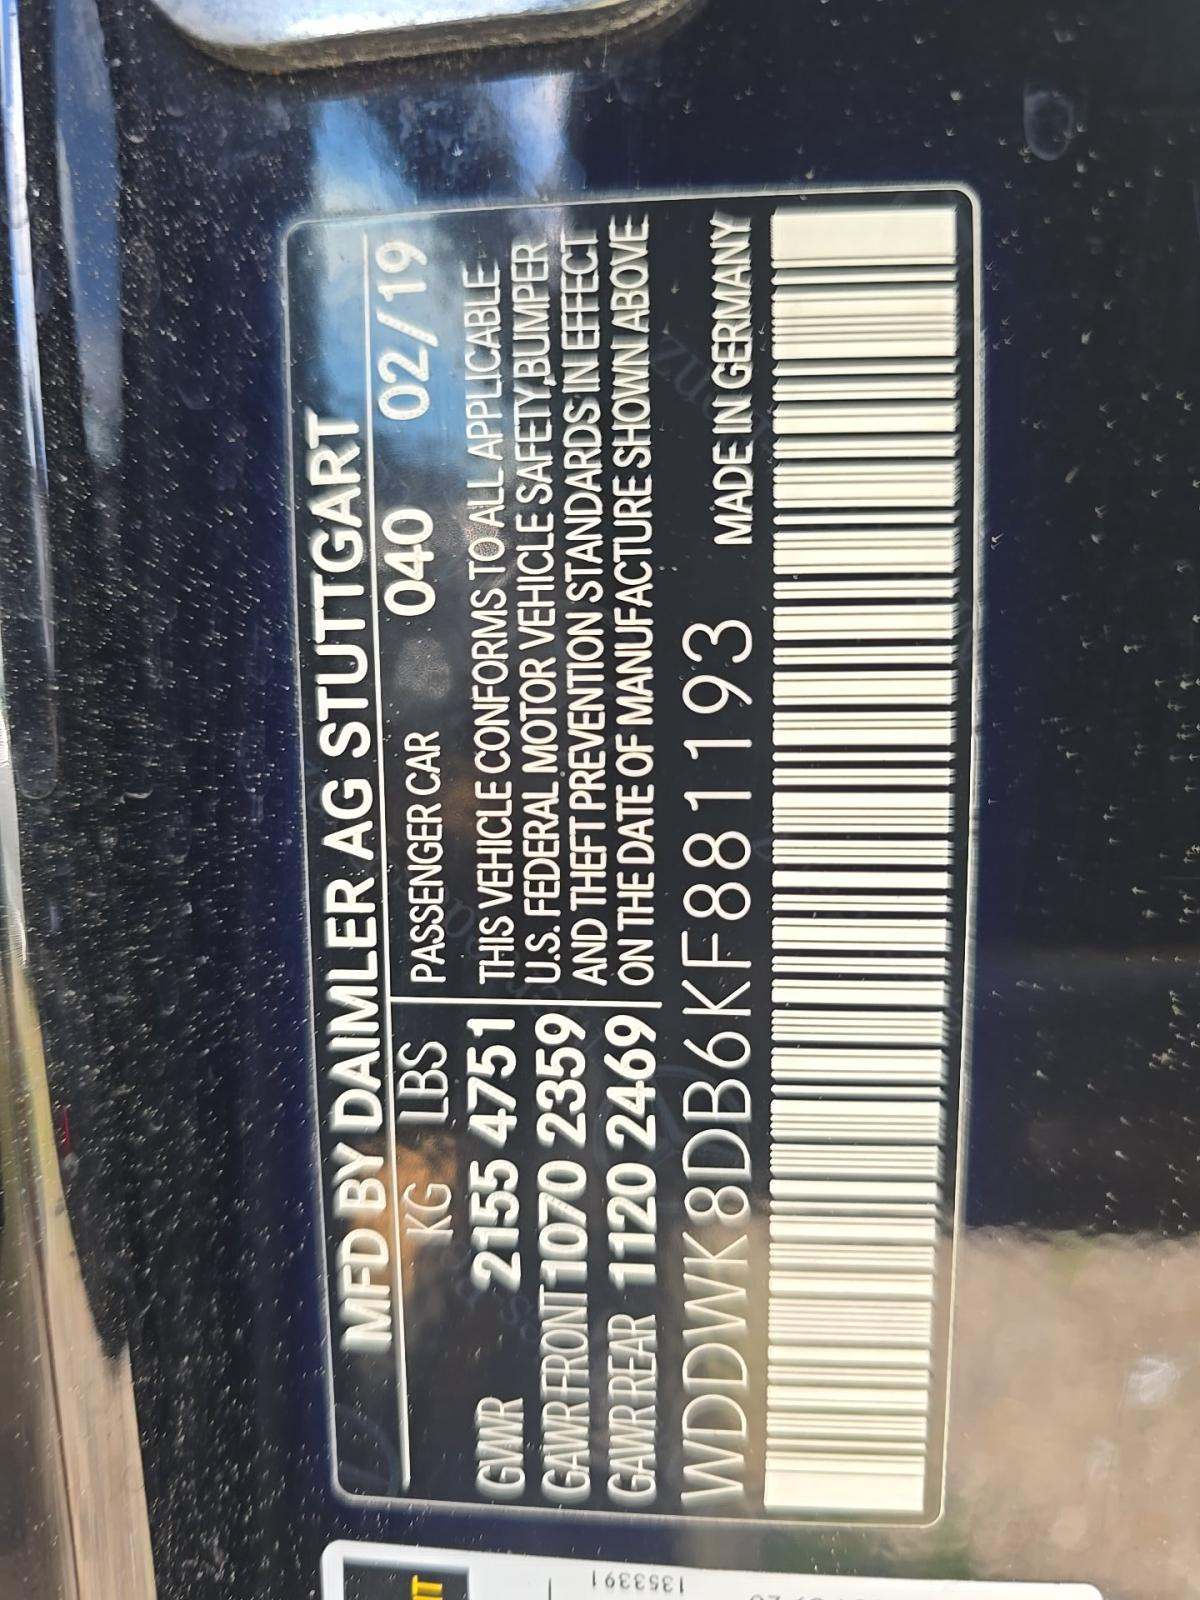 MFD BY DAIMLER AG STUTTGART
KG LBS PASSENGER CAR 040 02/19
GVWR 2155 4751 THIS VEHICLE CONFORMS TO ALL APPLICABLE
GAWR FRONT 1070 2359 U.S. FEDERAL MOTOR VEHICLE SAFETY,BUMPER
GAWR REAR 1120 2469 AND THEFT PREVENTION STANDARDS IN EFFECT
ON THE DATE OF MANUFACTURE SHOWN ABOVE
WDDWK8DB6KF881193 MADE IN GERMANY
1353391